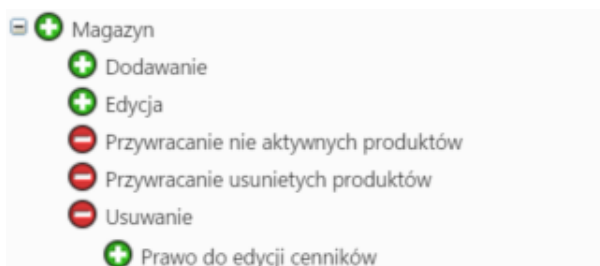 Magazyn
Dodawanie
Edycja
Przywracanie nie aktywnych produktów
Przywracanie usunietych produktów
Usuwanie
Prawo do edycji cenników